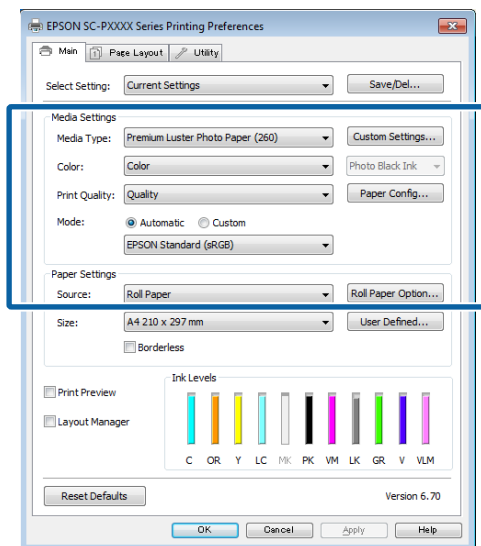 EPSON SC-PXXXX Series Printing Preferences
Main Page Layout Utility
Select Setting: Current Settings Save/Del...
Media Settings
Media Type: Premium Luster Photo Paper (260) Custom Settings...
Color: Color Photo Black Ink
Print Quality: Quality Paper Config...
Mode: Automatic Custom
EPSON Standard (sRGB)
Paper Settings
Source: Roll Paper Roll Paper Option...
Size: A4 210 x 297 mm User Defined...
Borderless
Ink Levels
Print Preview
Layout Manager
C OR Y LC MK PK VM LK GR V VLM
Reset Defaults Version 6.70
OK Cancel Apply Help